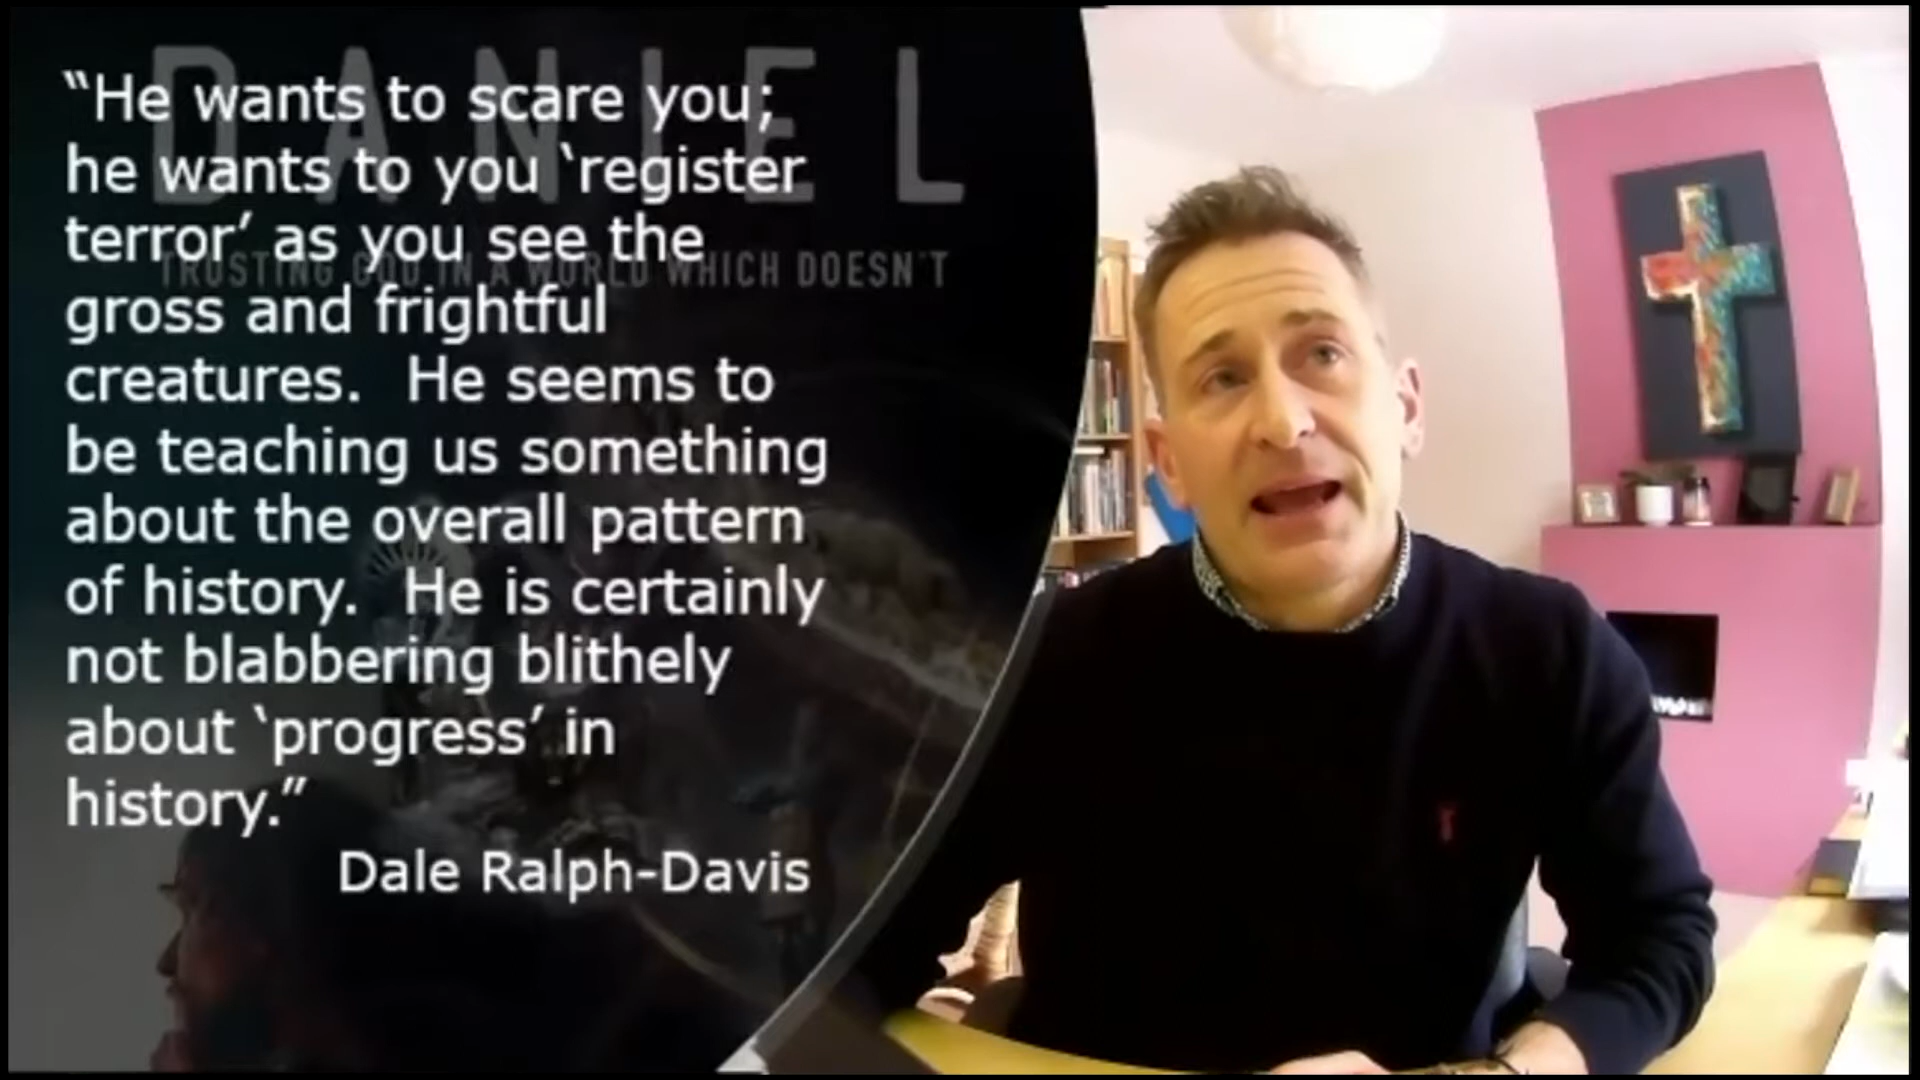 DANIEL
TRUSTING GOD IN A WORLD WHICH DOESN'T
“He wants to scare you;
he wants to you ‘register
terror’ as you see the
gross and frightful
creatures.  He seems to
be teaching us something
about the overall pattern
of history.  He is certainly
not blabbering blithely
about ‘progress’ in
history.”
Dale Ralph-Davis